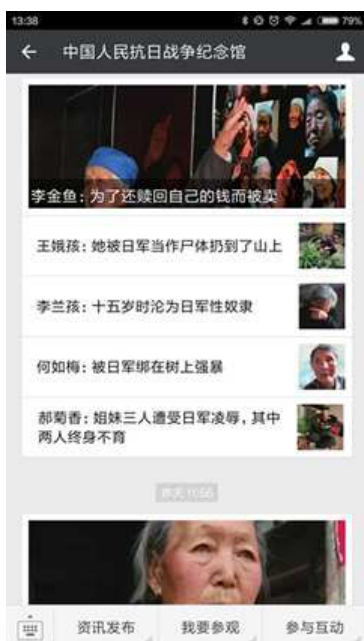 13:38
79%
中国人民抗日战争纪念馆
李金鱼：为了还赎回自己的钱而被卖
王娥孩：她被日军当作尸体扔到了山上
李兰孩：十五岁时沦为日军性奴隶
何如梅：被日军绑在树上强暴
郝菊香：姐妹三人遭受日军凌辱，其中
两人终身不育
昨天 11:56
资讯发布
我要参观
参与互动